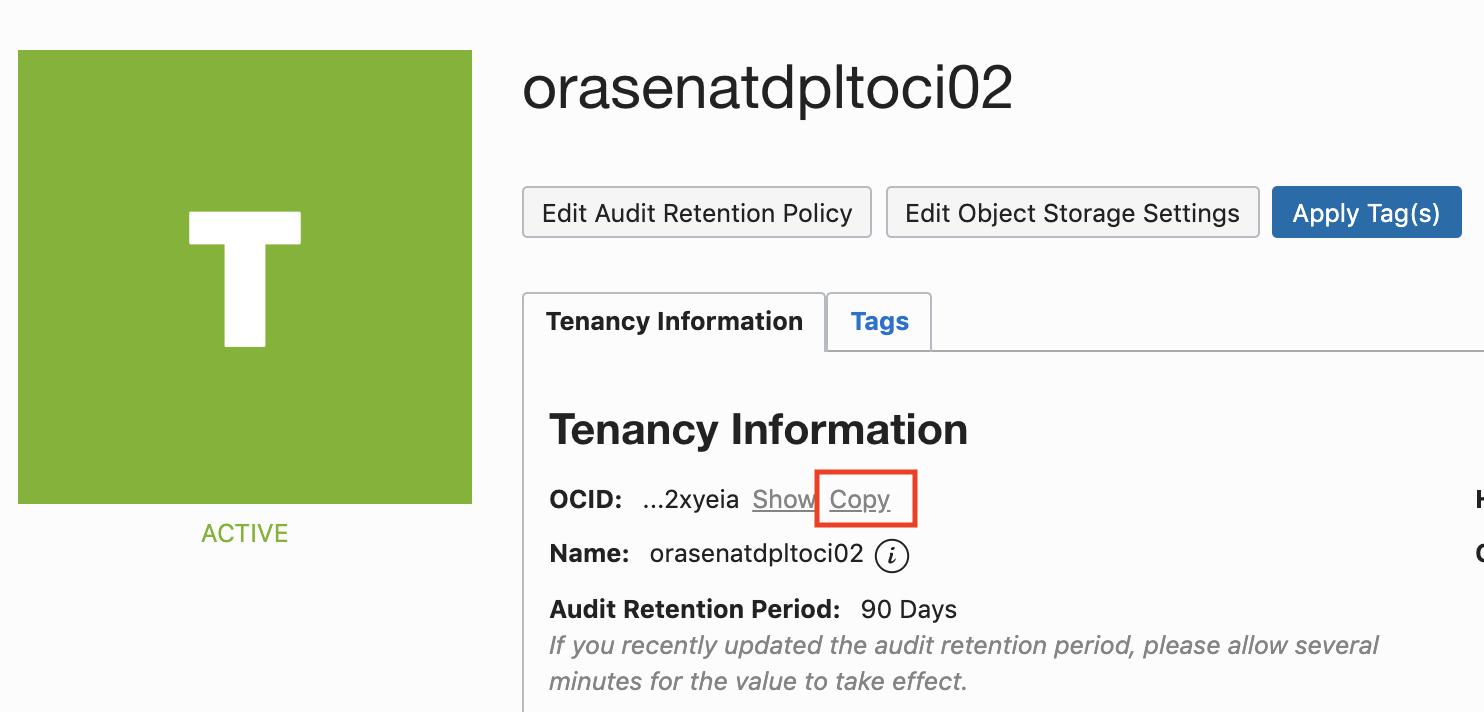 T
ACTIVE
orasenatdpltoci02
Edit Audit Retention Policy Edit Object Storage Settings Apply Tag(s)
Tenancy Information Tags
Tenancy Information
OCID: ...2xyeia Show Copy
Name: orasenatdpltoci02 i
Audit Retention Period: 90 Days
If you recently updated the audit retention period, please allow several
minutes for the value to take effect.